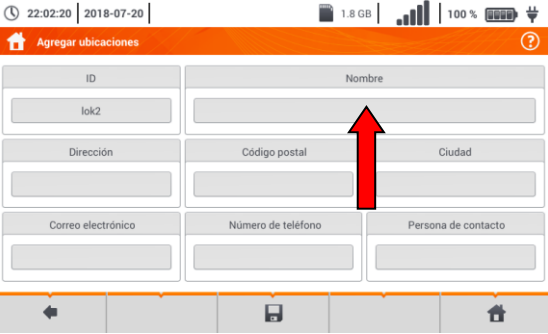 22:02:20 2018-07-20 1.8 GB 100 %
Agregar ubicaciones ?
ID Nombre
lok2
Dirección Código postal Ciudad
Correo electrónico Número de teléfono Persona de contacto